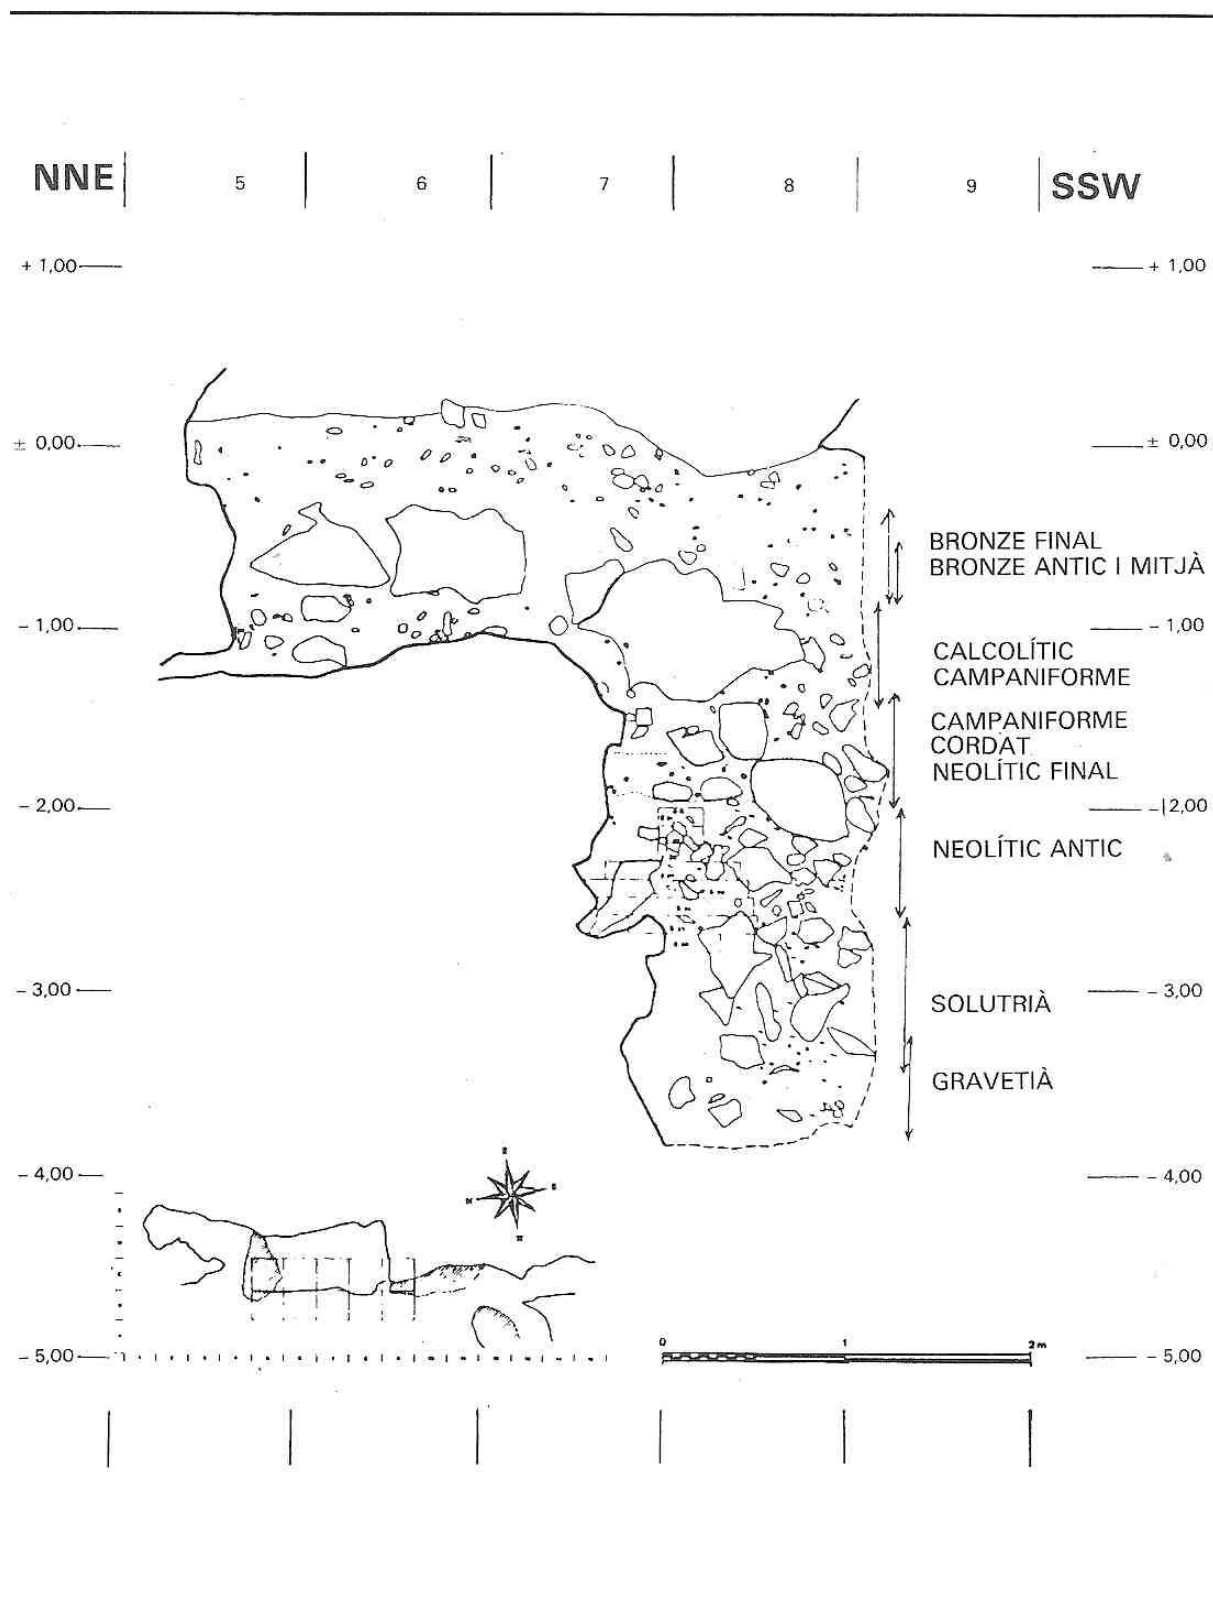 NNE 5 6 7 8 9 SSW
+ 1,00 + 1,00
± 0,00 ± 0,00
BRONZE FINAL
BRONZE ANTIC I MITJÀ
- 1,00 - 1,00
CALCOLÍTIC
CAMPANIFORME
CAMPANIFORME
CORDAT
NEOLÍTIC FINAL
- 2,00 - 2,00
NEOLÍTIC ANTIC
- 3,00 - 3,00
SOLUTRIÀ
GRAVETIÀ
- 4,00 - 4,00
0 1 2 m
- 5,00 - 5,00